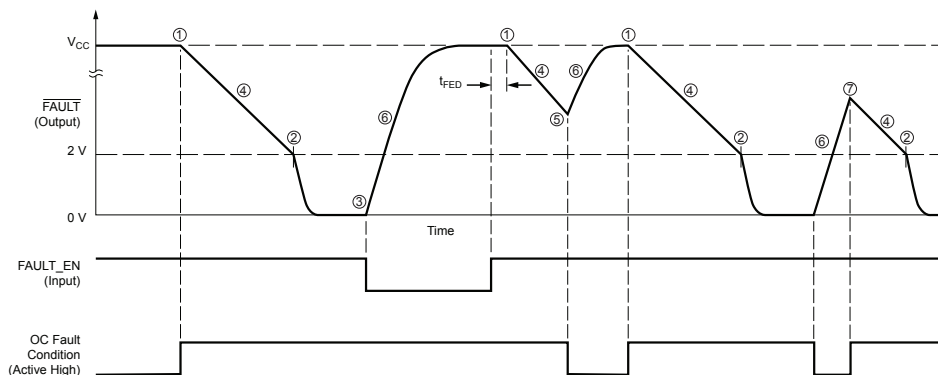 V_CC
FAULT
(Output)
2 V
0 V
① ④ ② ③ ⑥ ① ④ ⑤ ⑥ ① ④ ② ⑥ ⑦ ④ ②
t_FED
Time
FAULT_EN
(Input)
OC Fault
Condition
(Active High)